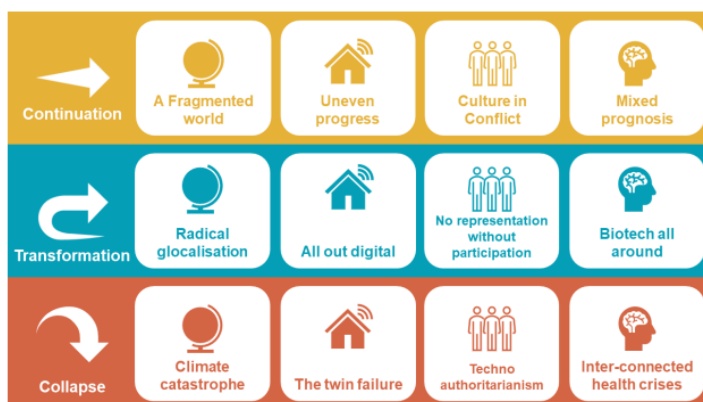 Continuation
A Fragmented
world
Uneven
progress
Culture in
Conflict
Mixed
prognosis
Transformation
Radical
glocalisation
All out digital
No representation
without
participation
Biotech all
around
Collapse
Climate
catastrophe
The twin failure
Techno
authoritarianism
Inter-connected
health crises